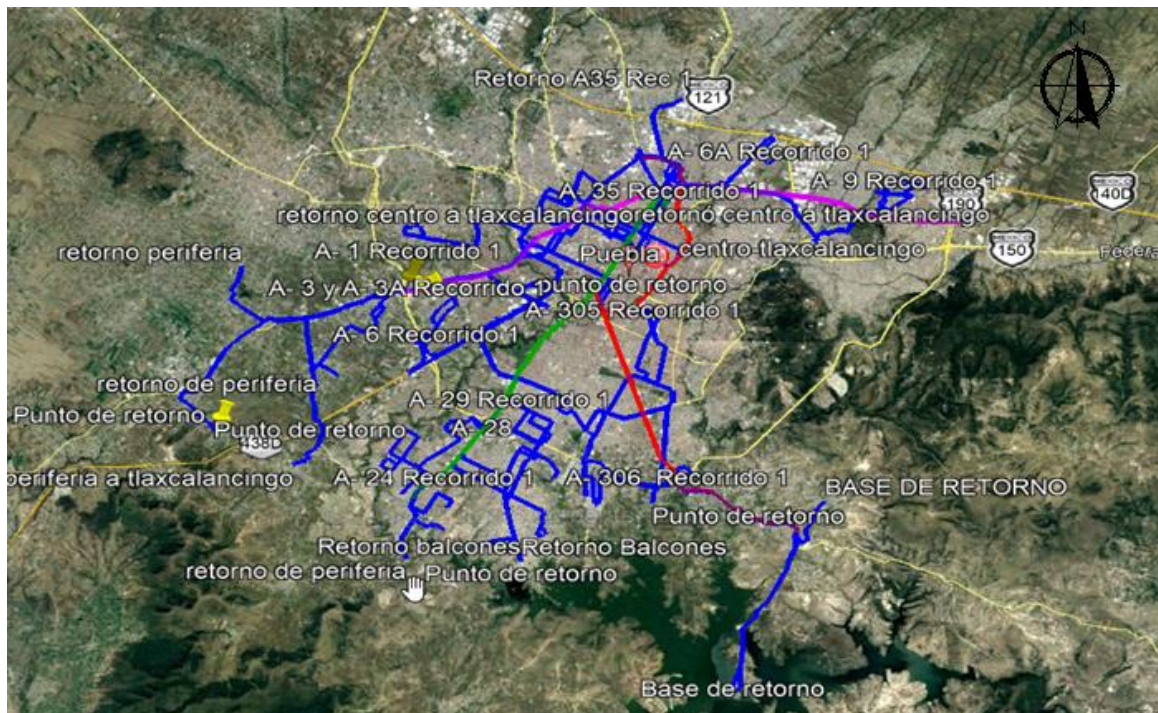 N
Retorno A35 Rec 1
MEXICO
121
A- 6A Recorrido 1
A- 9 Recorrido 1
MEXICO
140D
A- 35 Recorrido 1
190
retorno centro a tlaxcalancingo
retorno centro a tlaxcalancingo
MEXICO
150
Federa
retorno periferia
A- 1 Recorrido 1
Puebla
centro-tlaxcalancingo
A- 3 y A- 3A Recorrido 1
punto de retorno
A- 305 Recorrido 1
A- 6 Recorrido 1
retorno de periferia
A- 29 Recorrido 1
Punto de retorno
Punto de retorno
A- 28
438D
periferia a tlaxcalancingo
A- 24 Recorrido 1
A- 306 Recorrido 1
BASE DE RETORNO
Punto de retorno
Retorno balcones
Retorno Balcones
retorno de periferia
Punto de retorno
Base de retorno